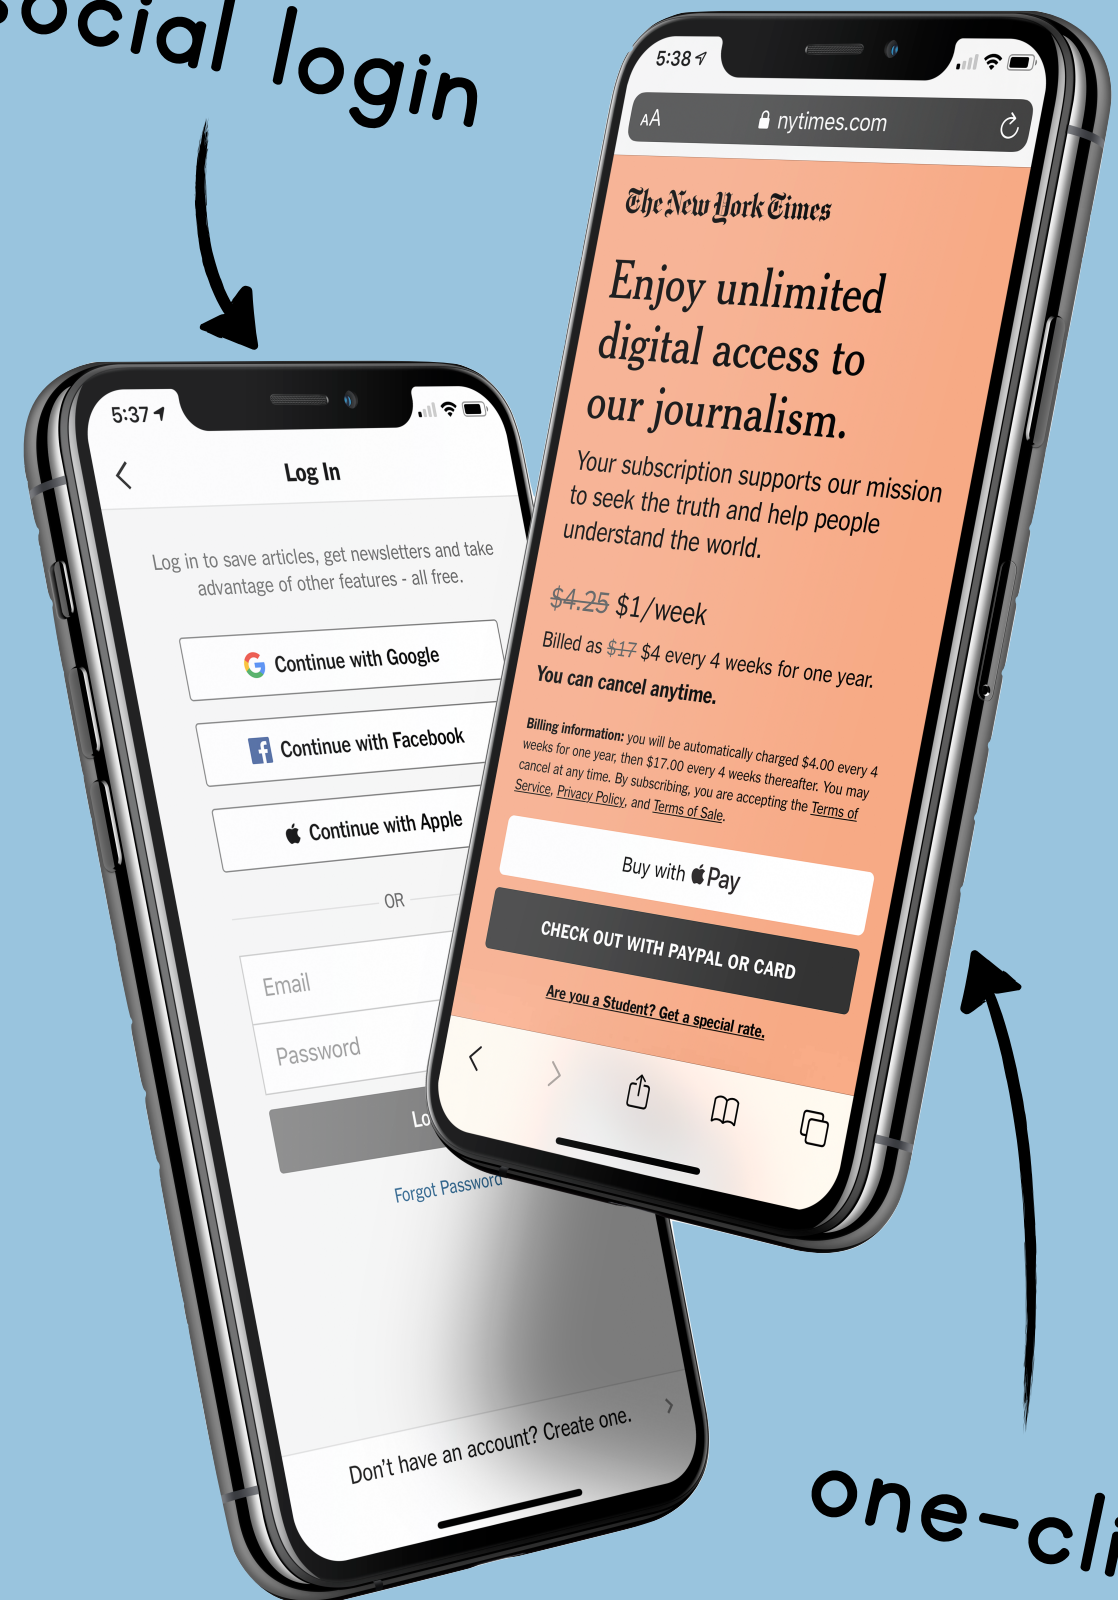 social login
5:37
Log In
Log in to save articles, get newsletters and take
advantage of other features - all free.
Continue with Google
Continue with Facebook
Continue with Apple
OR
Email
Password
Lo
Forgot Password
Don't have an account? Create one.
5:38
AA nytimes.com
The New York Times
Enjoy unlimited
digital access to
our journalism.
Your subscription supports our mission
to seek the truth and help people
understand the world.
$4.25 $1/week
Billed as $17 $4 every 4 weeks for one year.
You can cancel anytime.
Billing information: you will be automatically charged $4.00 every 4
weeks for one year, then $17.00 every 4 weeks thereafter. You may
cancel at any time. By subscribing, you are accepting the Terms of
Service, Privacy Policy, and Terms of Sale.
Buy with Pay
CHECK OUT WITH PAYPAL OR CARD
Are you a Student? Get a special rate.
one-cli